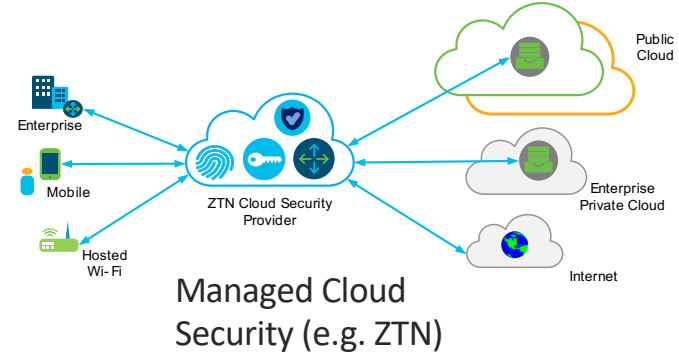 Public
Cloud
Enterprise
Mobile
Hosted
Wi-Fi
ZTN Cloud Security
Provider
Enterprise
Private Cloud
Internet
Managed Cloud
Security (e.g. ZTN)